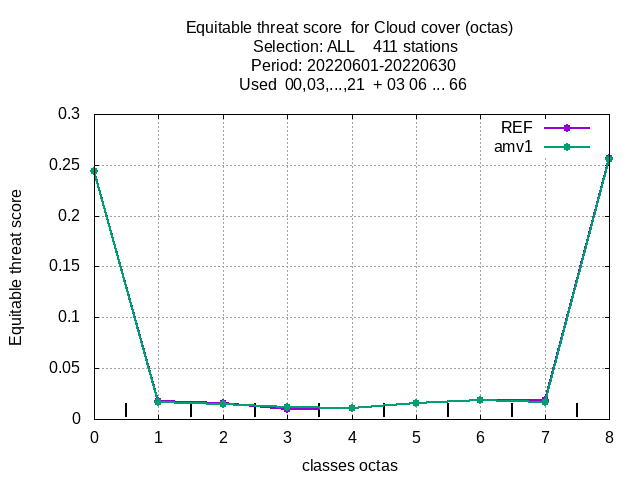 Equitable threat score  for Cloud cover (octas)
Selection: ALL    411 stations
Period: 20220601-20220630
Used  00,03,...,21  + 03 06 ... 66
REF
amv1
0.3
0.25
0.2
0.15
0.1
0.05
0
Equitable threat score
0 1 2 3 4 5 6 7 8
classes octas